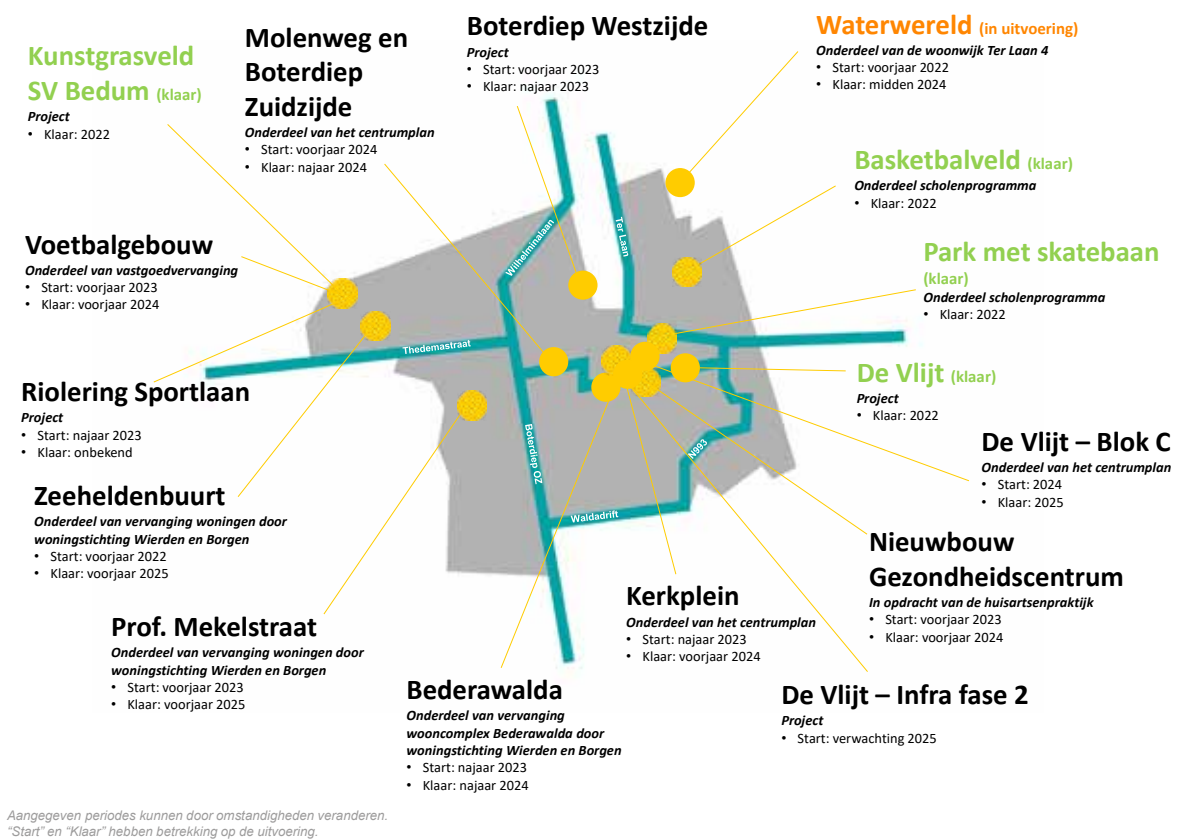 Kunstgrasveld
SV Bedum (klaar)
Project
• Klaar: 2022
Molenweg en
Boterdiep
Zuidzijde
Onderdeel van het centrumplan
• Start: voorjaar 2024
• Klaar: najaar 2024
Boterdiep Westzijde
Project
• Start: voorjaar 2023
• Klaar: najaar 2023
Waterwereld (in uitvoering)
Onderdeel van de woonwijk Ter Laan 4
• Start: voorjaar 2022
• Klaar: midden 2024
Basketbalveld (klaar)
Onderdeel scholenprogramma
• Klaar: 2022
Voetbalgebouw
Onderdeel van vastgoedvervanging
• Start: voorjaar 2023
• Klaar: voorjaar 2024
Park met skatebaan
(klaar)
Onderdeel scholenprogramma
• Klaar: 2022
Wilhelminalaan
Ter Laan
Thedemastraat
Boterdiep OZ
N993
Waldadrift
Riolering Sportlaan
Project
• Start: najaar 2023
• Klaar: onbekend
De Vlijt (klaar)
Project
• Klaar: 2022
De Vlijt – Blok C
Onderdeel van het centrumplan
• Start: 2024
• Klaar: 2025
Zeeheldenbuurt
Onderdeel van vervanging woningen door
woningstichting Wierden en Borgen
• Start: voorjaar 2022
• Klaar: voorjaar 2025
Nieuwbouw
Gezondheidscentrum
In opdracht van de huisartsenpraktijk
• Start: voorjaar 2023
• Klaar: voorjaar 2024
Kerkplein
Onderdeel van het centrumplan
• Start: najaar 2023
• Klaar: voorjaar 2024
Prof. Mekelstraat
Onderdeel van vervanging woningen door
woningstichting Wierden en Borgen
• Start: voorjaar 2023
• Klaar: voorjaar 2025
Bederawalda
Onderdeel van vervanging
wooncomplex Bederawalda door
woningstichting Wierden en Borgen
• Start: najaar 2023
• Klaar: najaar 2024
De Vlijt – Infra fase 2
Project
• Start: verwachting 2025
Aangegeven periodes kunnen door omstandigheden veranderen.
“Start” en “Klaar” hebben betrekking op de uitvoering.